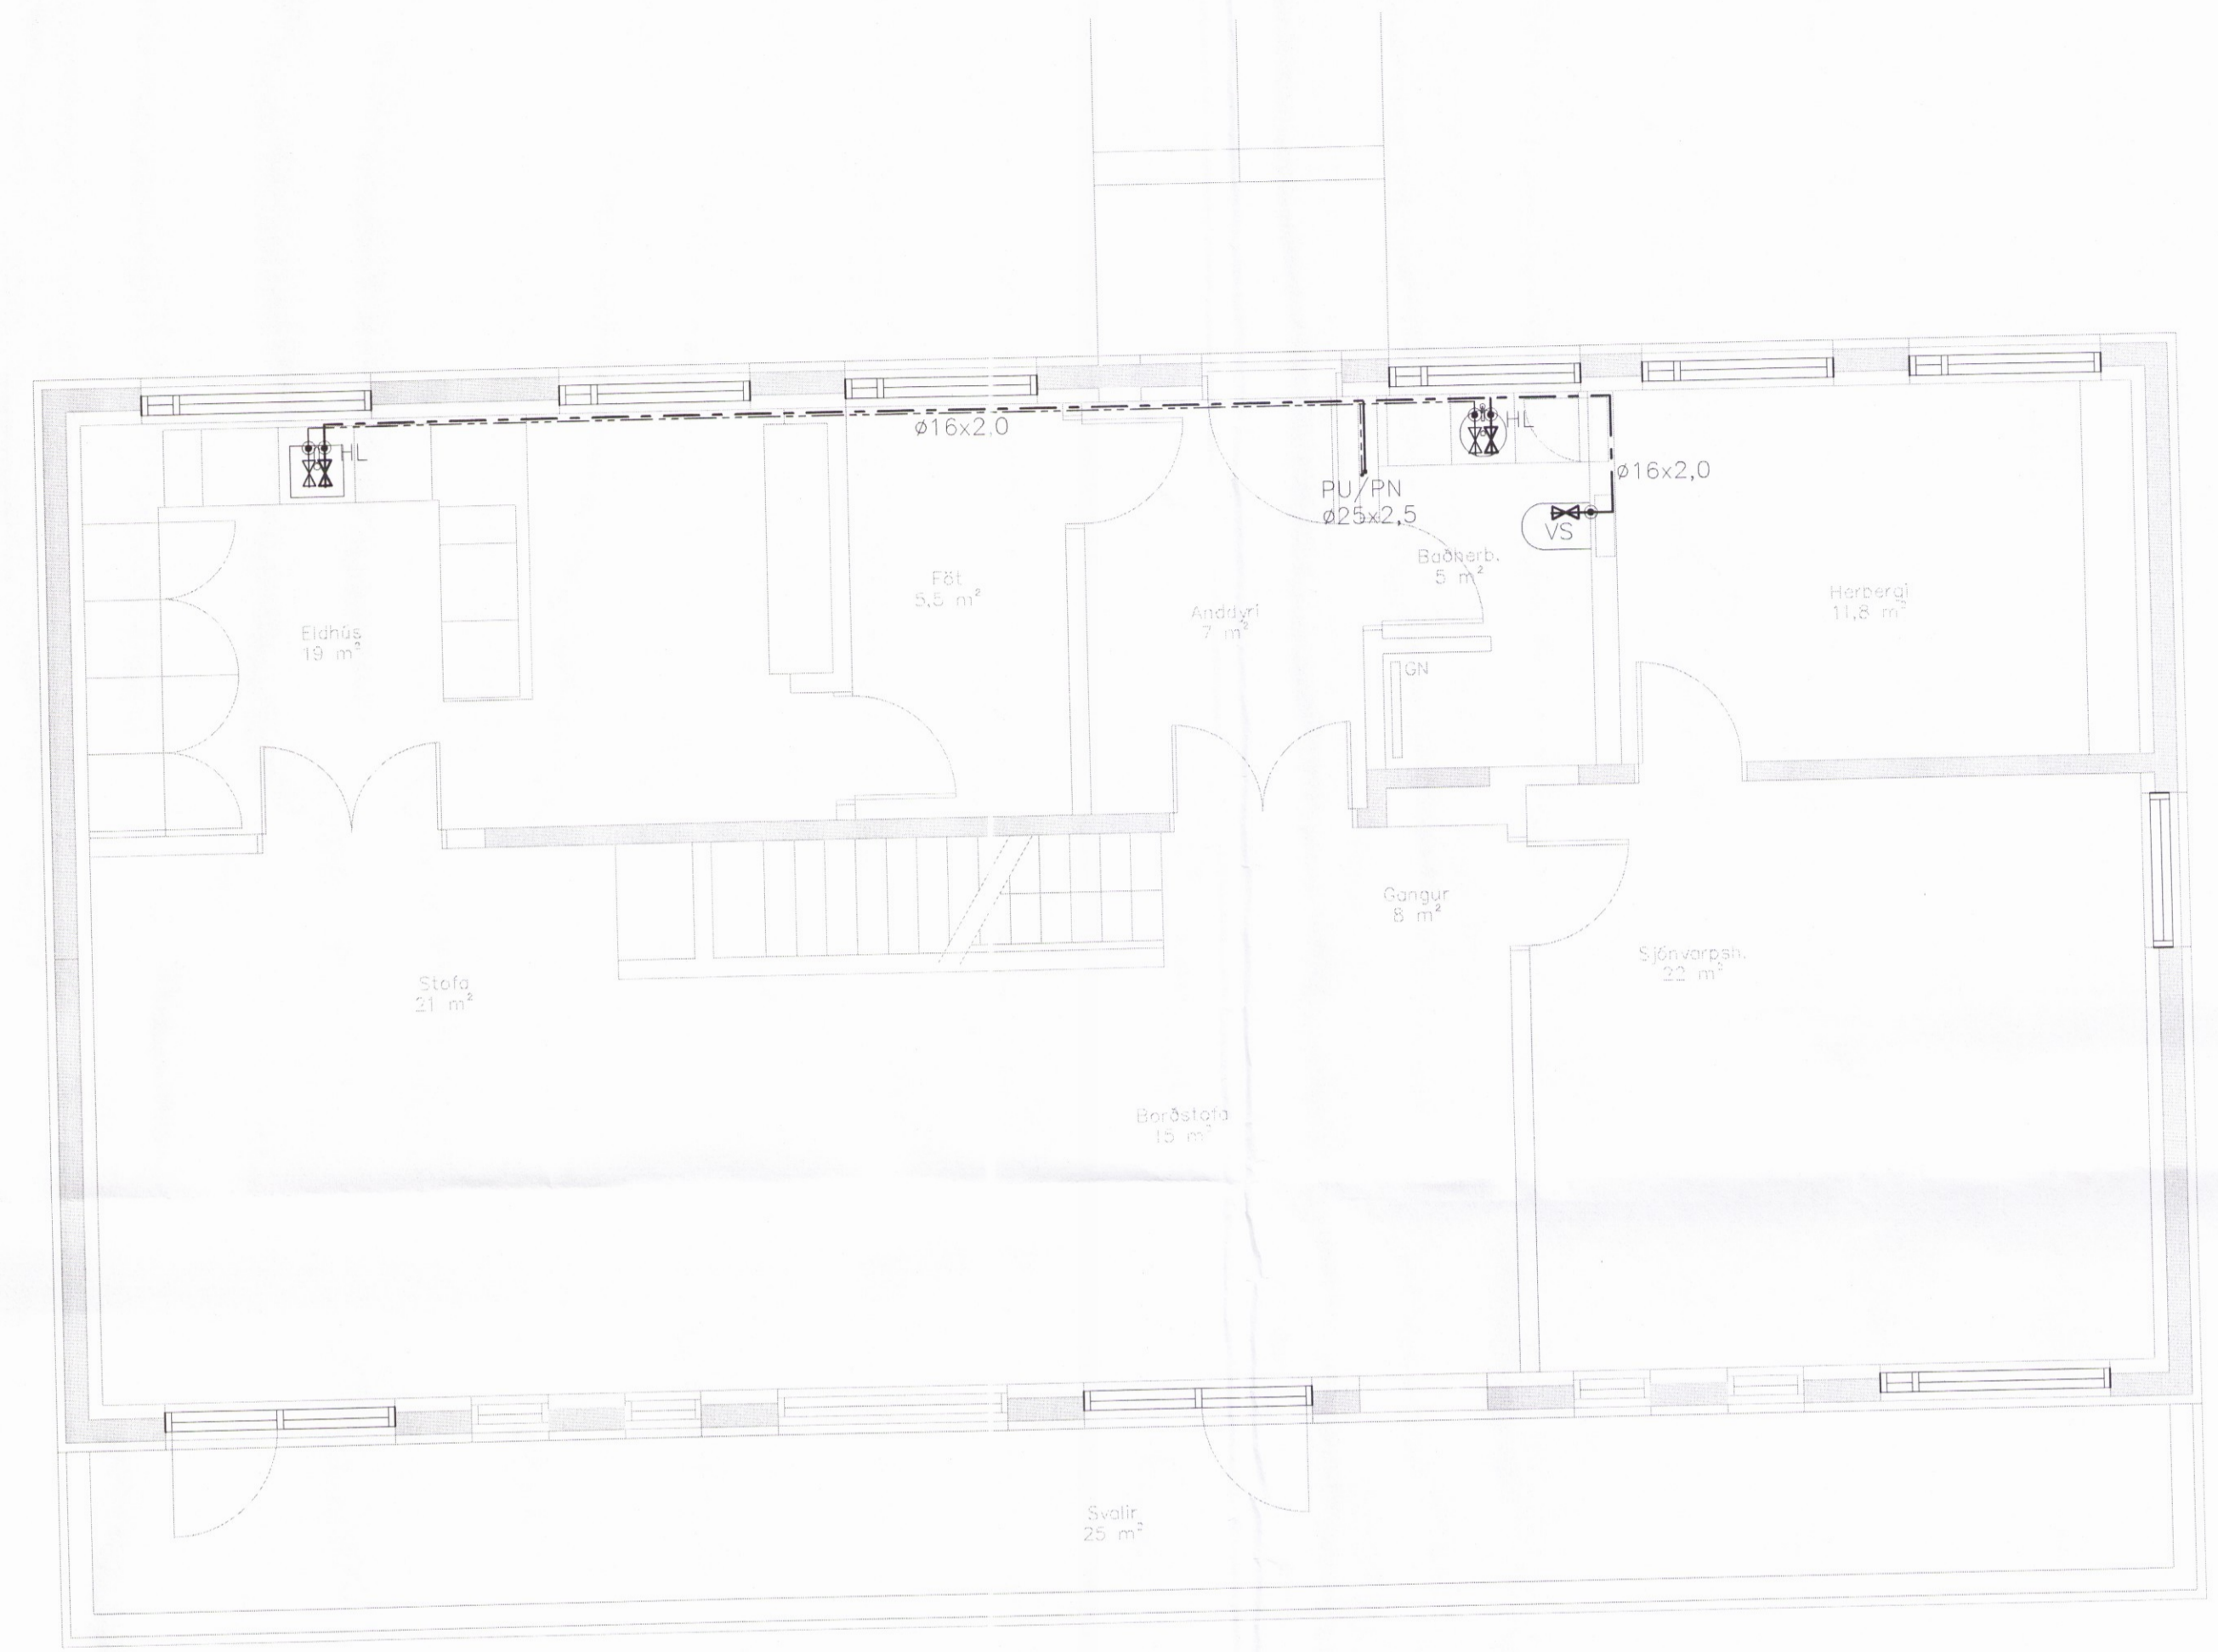 ø16x2,0
HL
HL
ø16x2,0
PU/PN
ø25x2,5
VS
Baðherb.
5 m²
Föt
5,5 m²
Anddyri
7 m²
Herbergi
11,8 m²
Eldhús
19 m²
GN
Gangur
8 m²
Sjónvarpsh.
22 m²
Stofa
21 m²
Borðstofa
15 m²
Svalir
25 m²